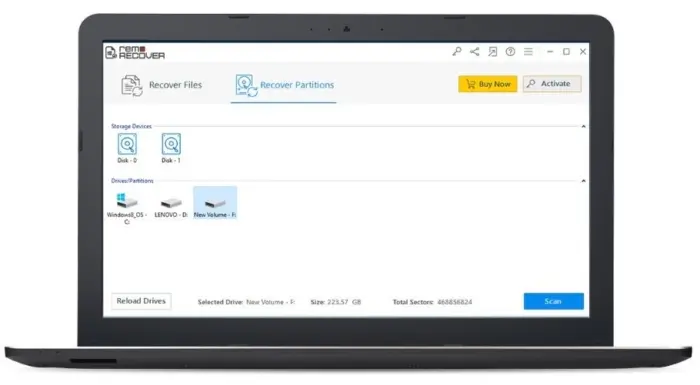 remo
RECOVER
Recover Files
Recover Partitions
Buy Now
Activate
Storage Devices
Disk - 0
Disk - 1
Drives/Partitions
Windows8_OS - C:
LENOVO - D:
New Volume - F:
Reload Drives
Selected Drive: New Volume - F:
Size: 223.57 GB
Total Sectors: 468856824
Scan